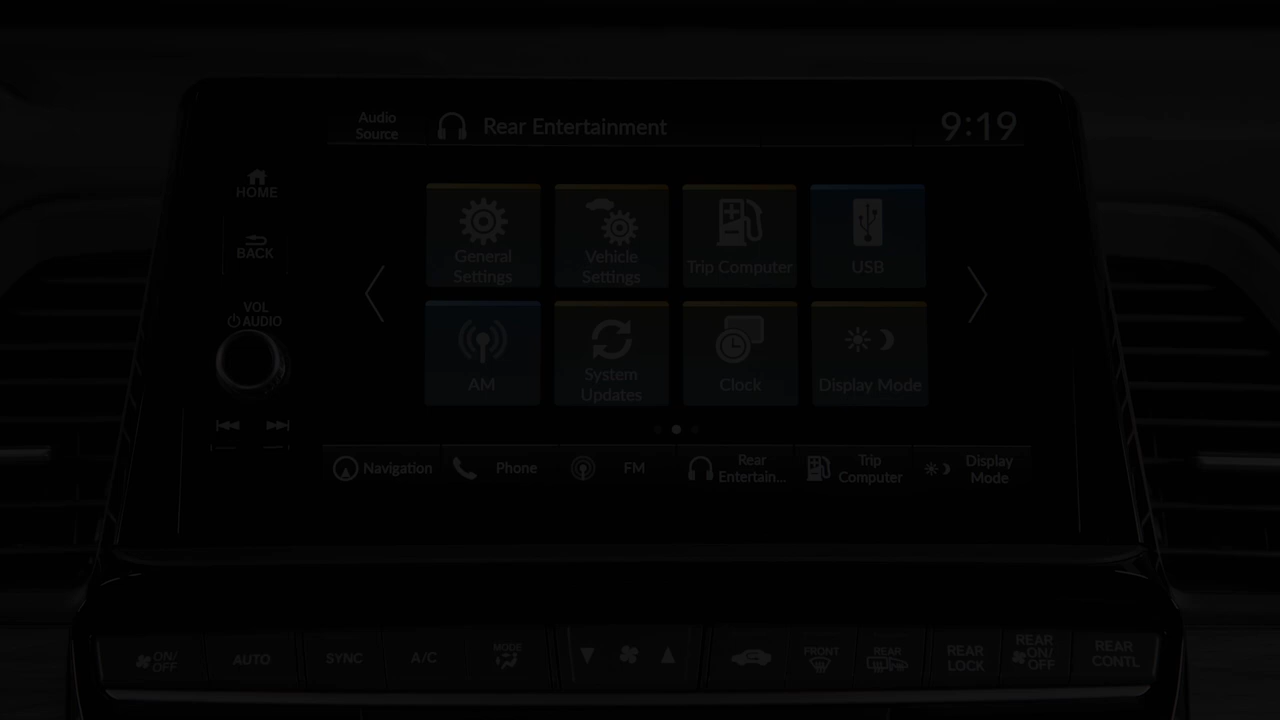 Audio
Source
Rear Entertainment
9:19
HOME
BACK
VOL
AUDIO
General
Settings
Vehicle
Settings
Trip Computer
USB
AM
System
Updates
Clock
Display Mode
Navigation
Phone
FM
Rear
Entertain...
Trip
Computer
Display
Mode
ON/
OFF
AUTO
SYNC
A/C
MODE
FRONT
REAR
REAR
LOCK
REAR
ON/
OFF
REAR
CONTL